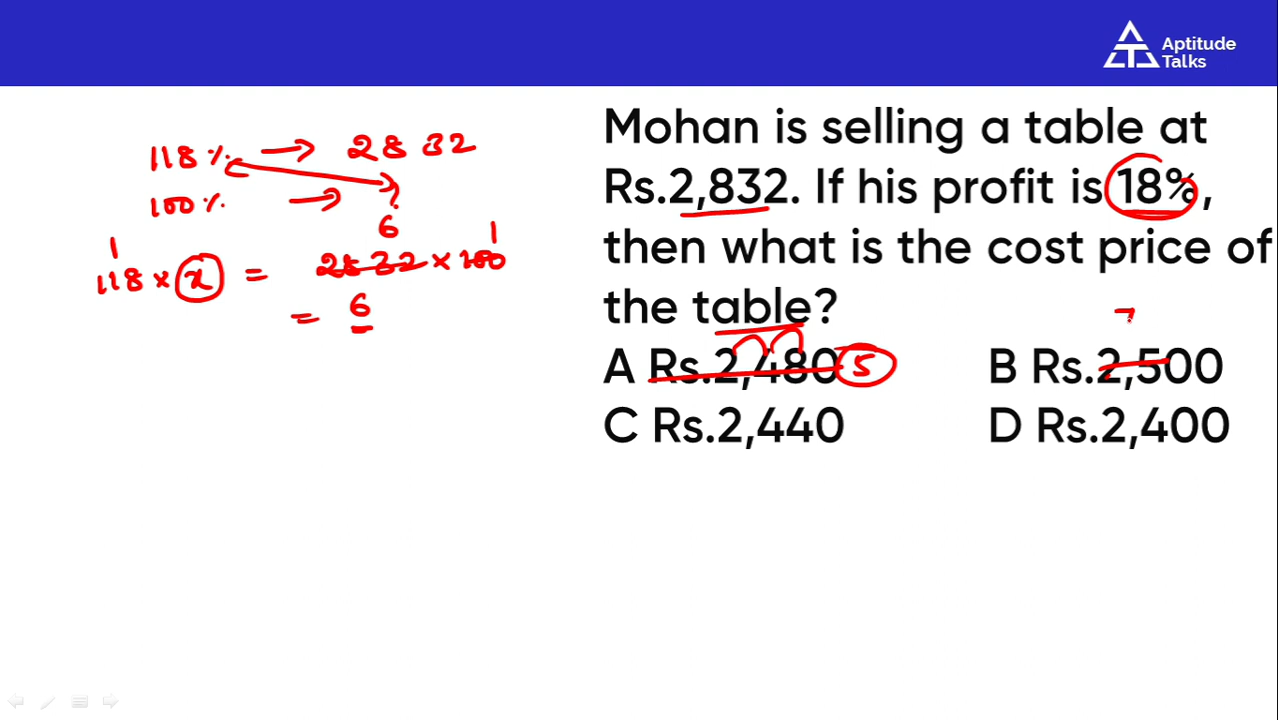 Aptitude
Talks
118% → 2832
100% → ?
6
1 1
118 × x = 2832 × 100
= 6
Mohan is selling a table at
Rs.2,832. If his profit is 18%,
then what is the cost price of
the table?
7
A Rs.2,480 5 B Rs.2,500
C Rs.2,440 D Rs.2,400